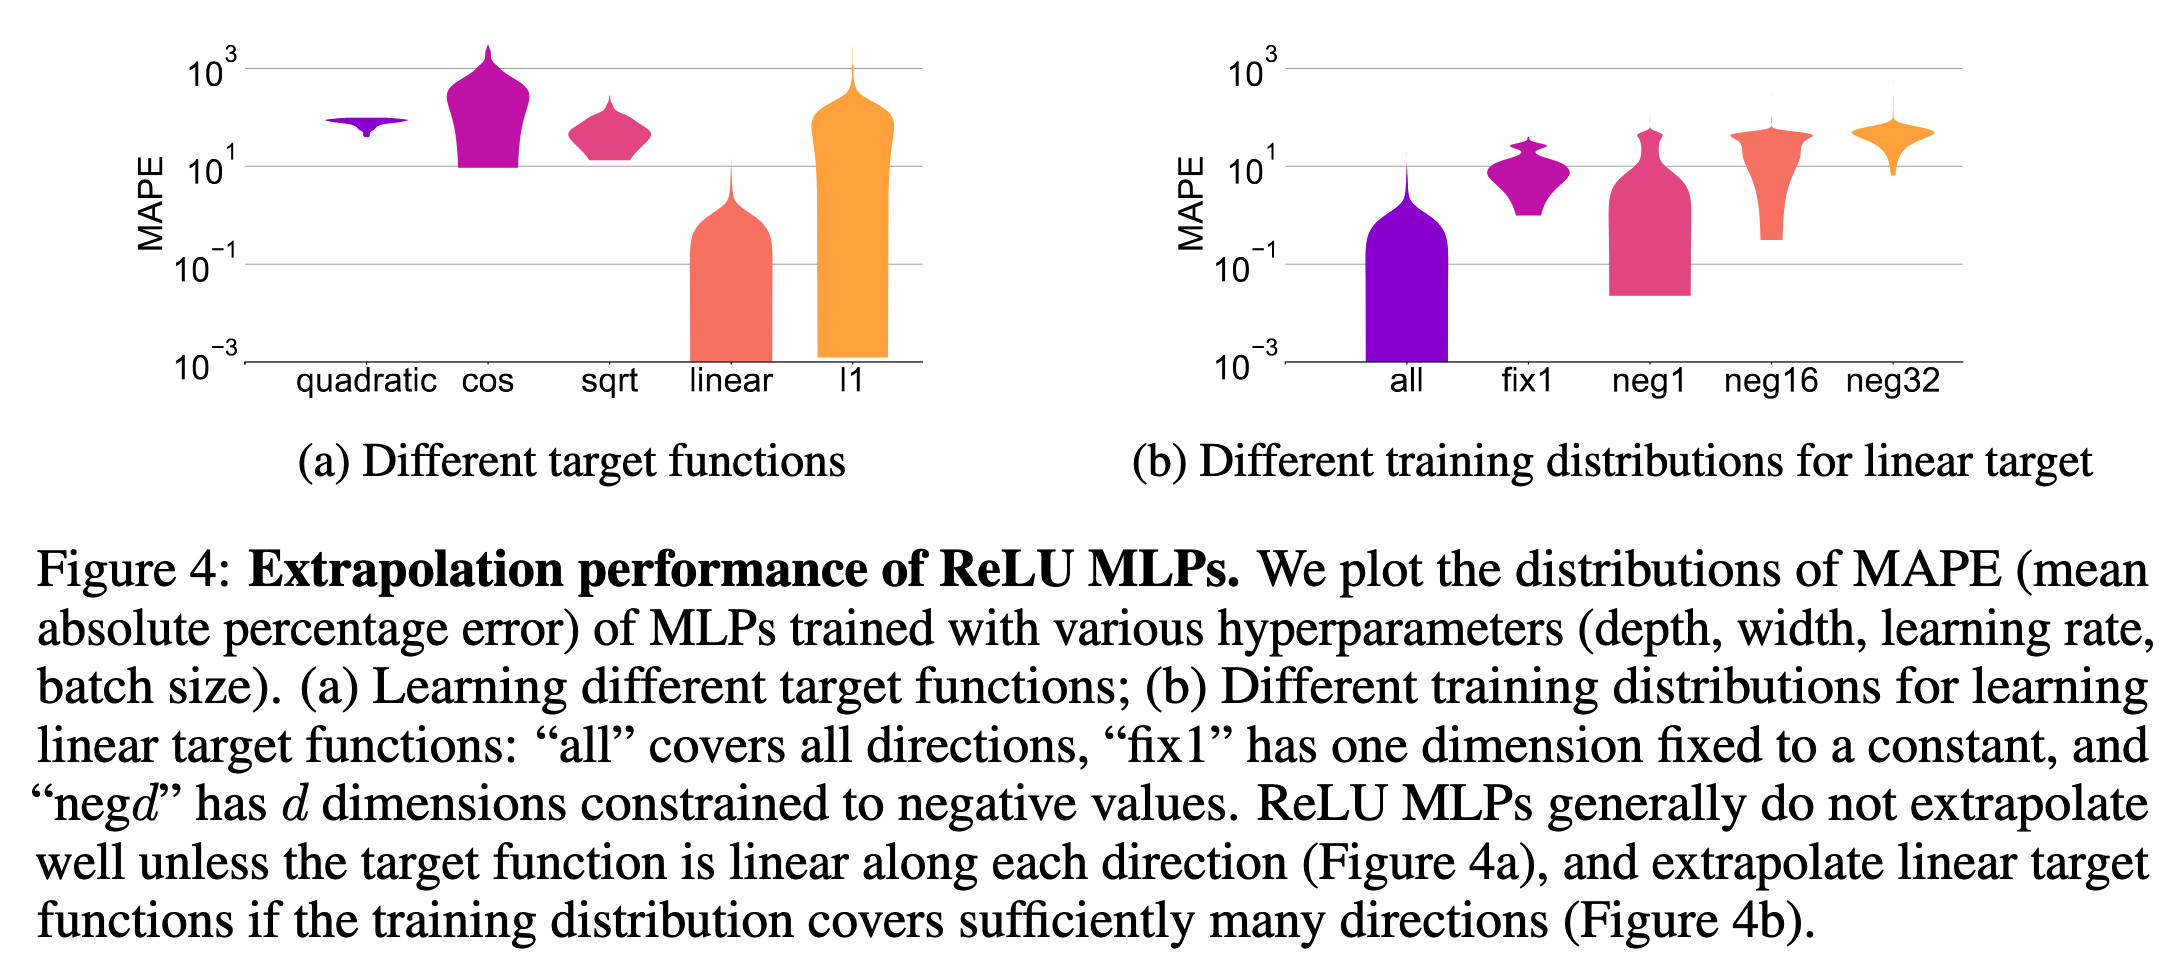 10^3
10^1
10^−1
10^−3
MAPE
quadratic cos sqrt linear l1
(a) Different target functions
10^3
10^1
10^−1
10^−3
MAPE
all fix1 neg1 neg16 neg32
(b) Different training distributions for linear target
Figure 4: Extrapolation performance of ReLU MLPs. We plot the distributions of MAPE (mean
absolute percentage error) of MLPs trained with various hyperparameters (depth, width, learning rate,
batch size). (a) Learning different target functions; (b) Different training distributions for learning
linear target functions: “all” covers all directions, “fix1” has one dimension fixed to a constant, and
“negd” has d dimensions constrained to negative values. ReLU MLPs generally do not extrapolate
well unless the target function is linear along each direction (Figure 4a), and extrapolate linear target
functions if the training distribution covers sufficiently many directions (Figure 4b).